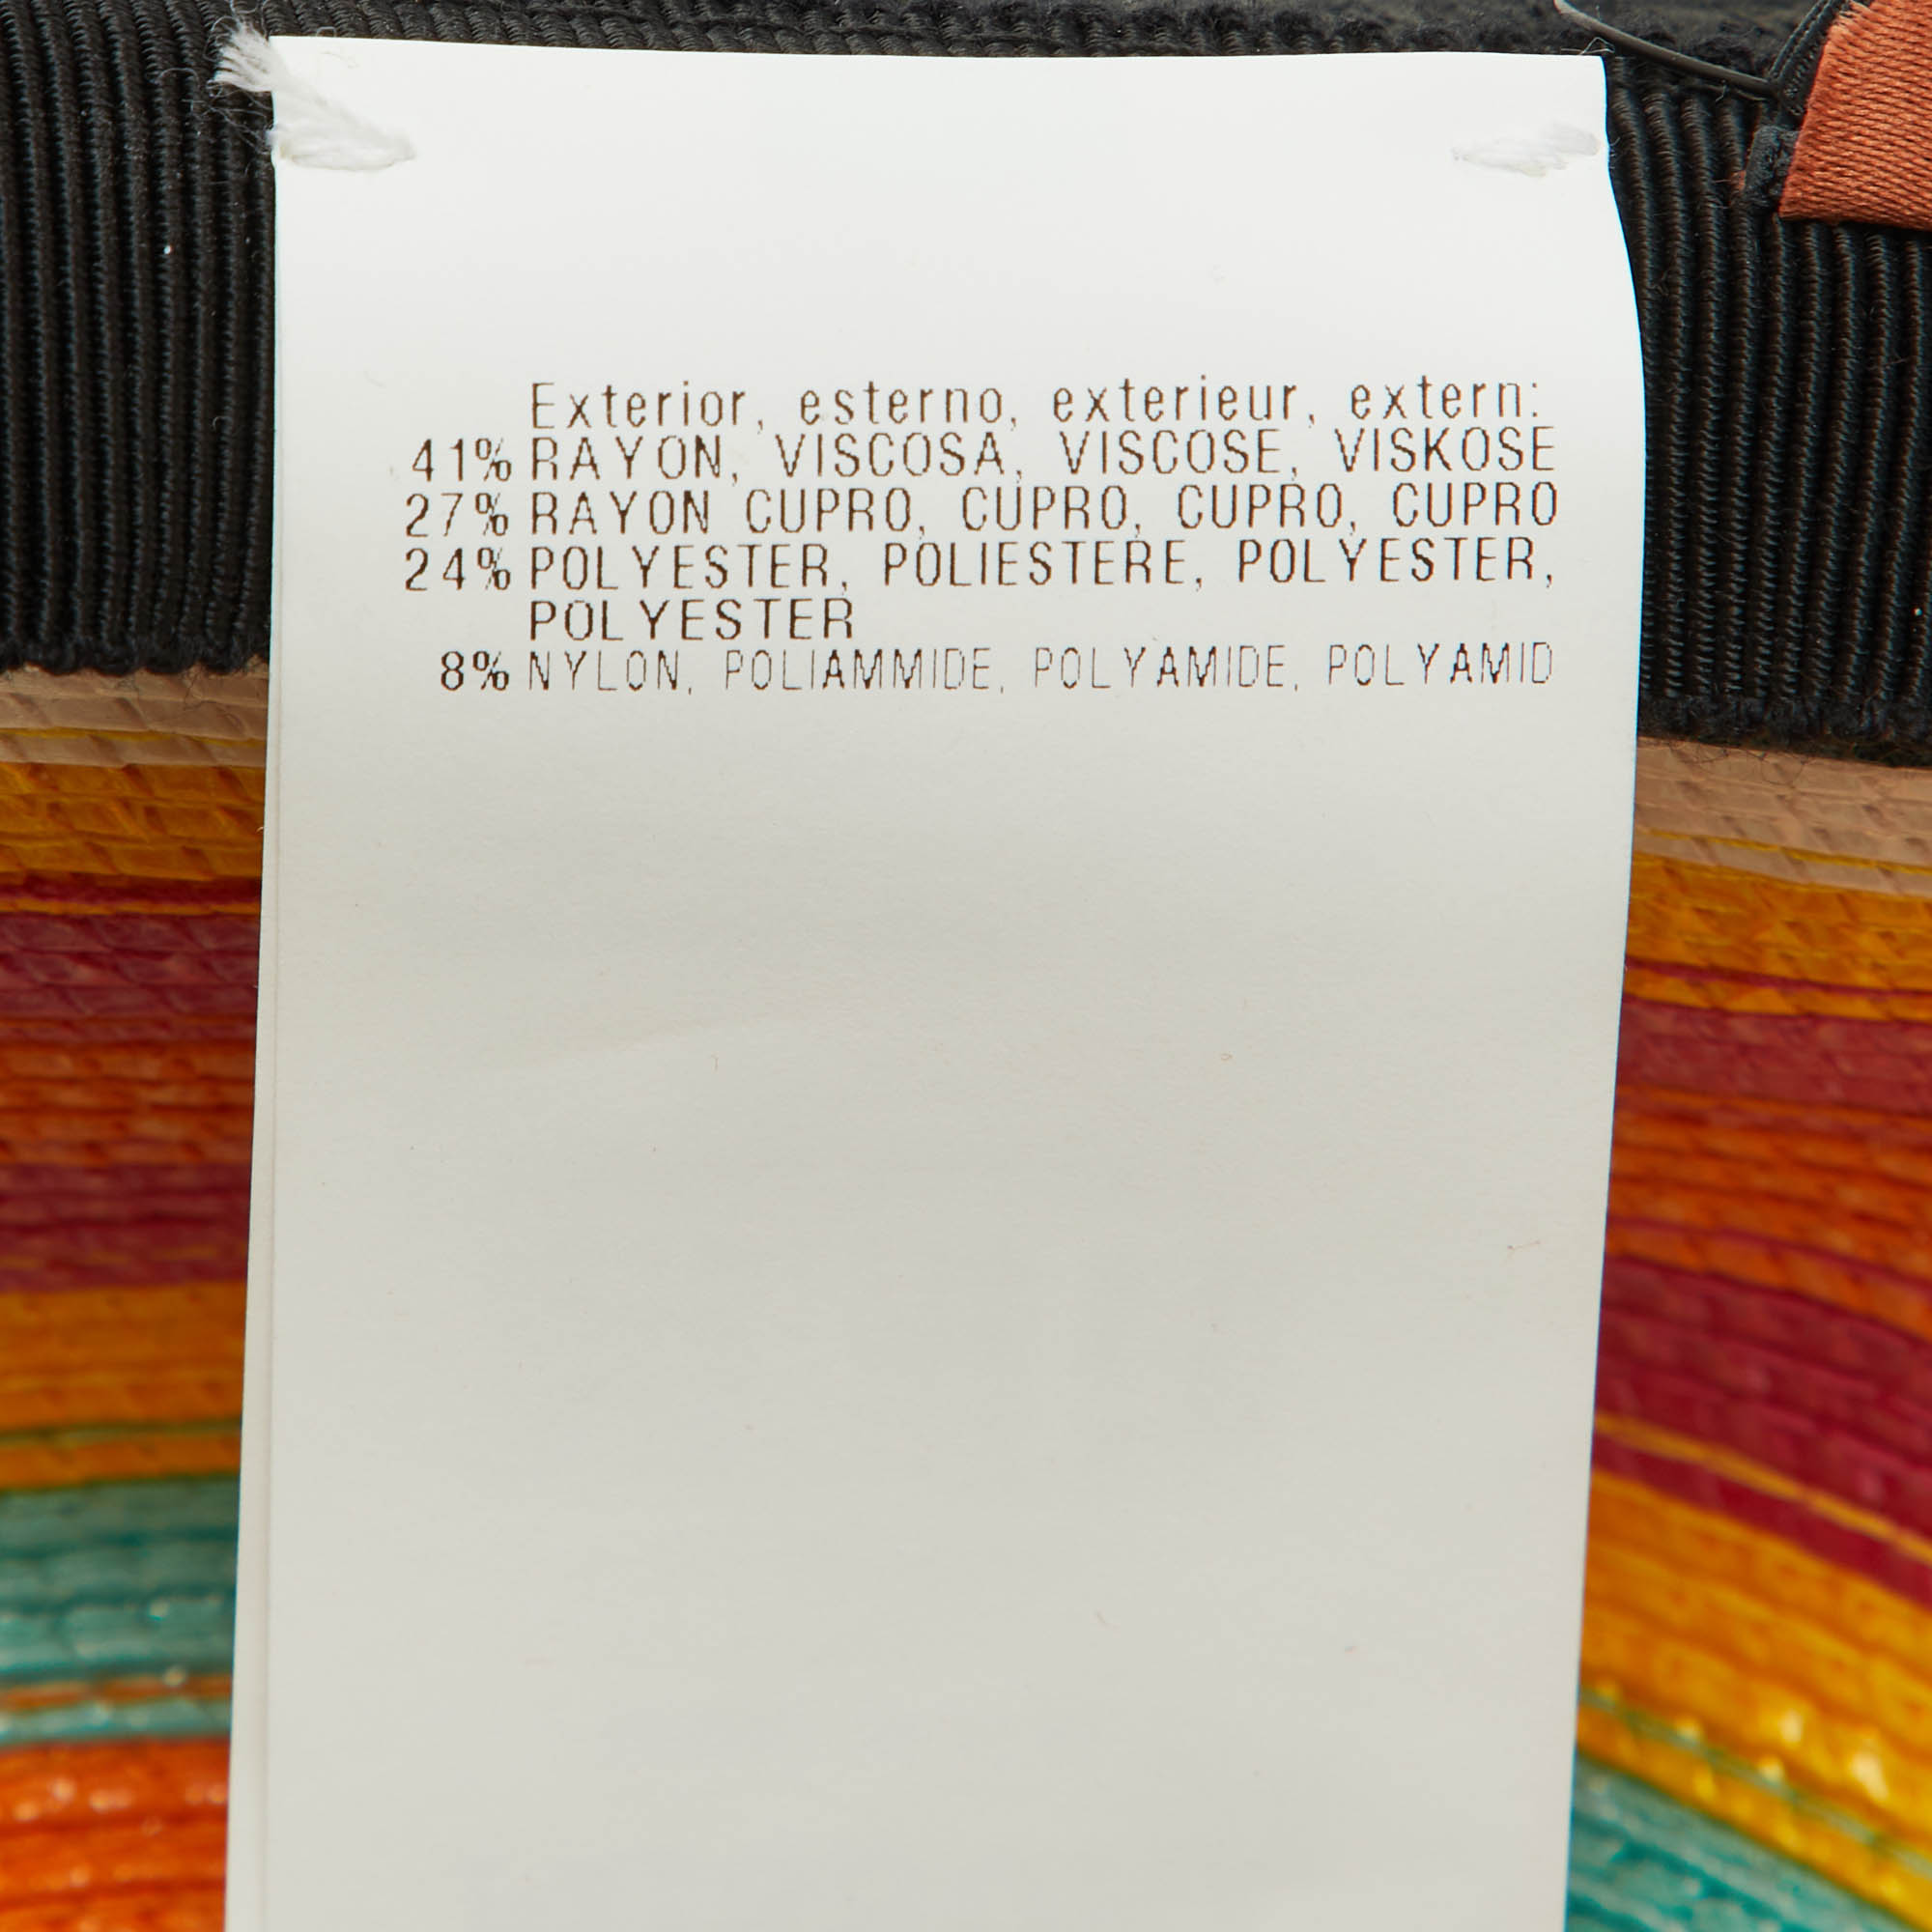 Exterior, esterno, exterieur, extern:
41% RAYON, VISCOSA, VISCOSE, VISKOSE
27% RAYON CUPRO, CUPRO, CUPRO, CUPRO
24% POLYESTER, POLIESTERE, POLYESTER,
POLYESTER
8% NYLON, POLIAMMIDE, POLYAMIDE, POLYAMID